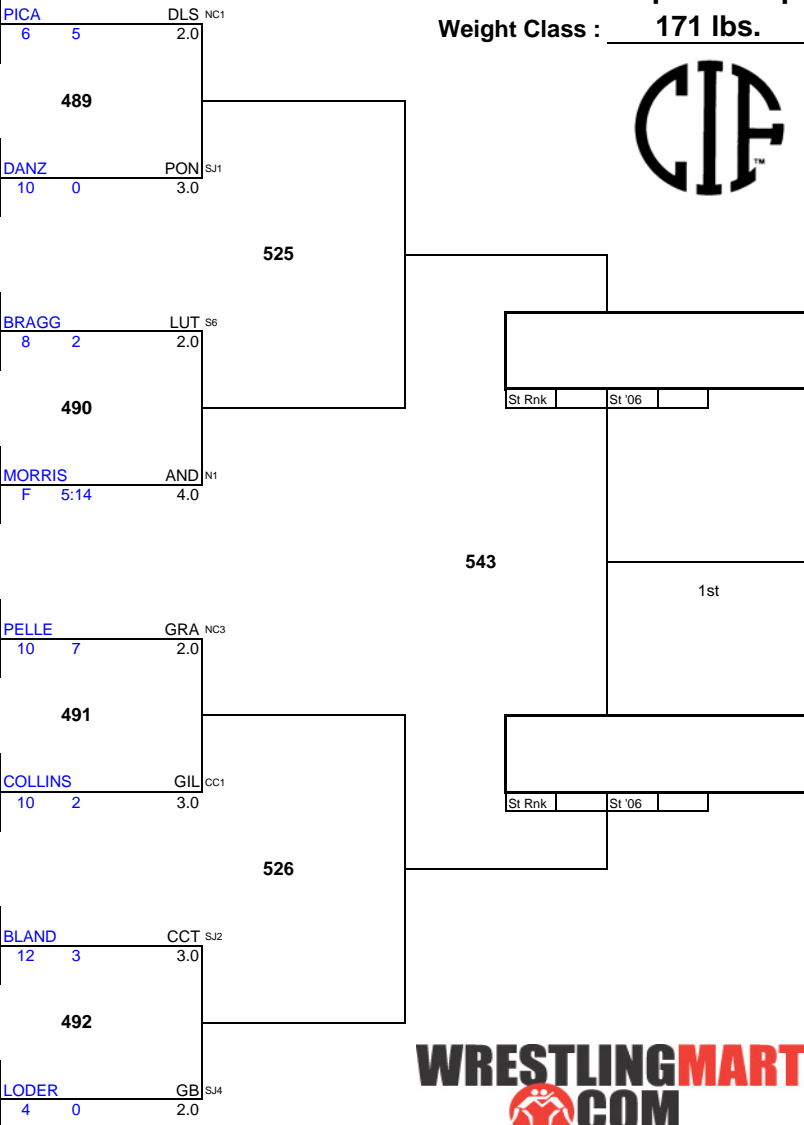 PICA DLS NC1
6 5 2.0
Weight Class : 171 lbs.
489
CIF
TM
DANZ PON SJ1
10 0 3.0
525
BRAGG LUT S6
8 2 2.0
490
St Rnk St '06
MORRIS AND N1
F 5:14 4.0
543
1st
PELLE GRA NC3
10 7 2.0
491
COLLINS GIL CC1
10 2 3.0
St Rnk St '06
526
BLAND CCT SJ2
12 3 3.0
492
WRESTLINGMART
COM
LODER GB SJ4
4 0 2.0